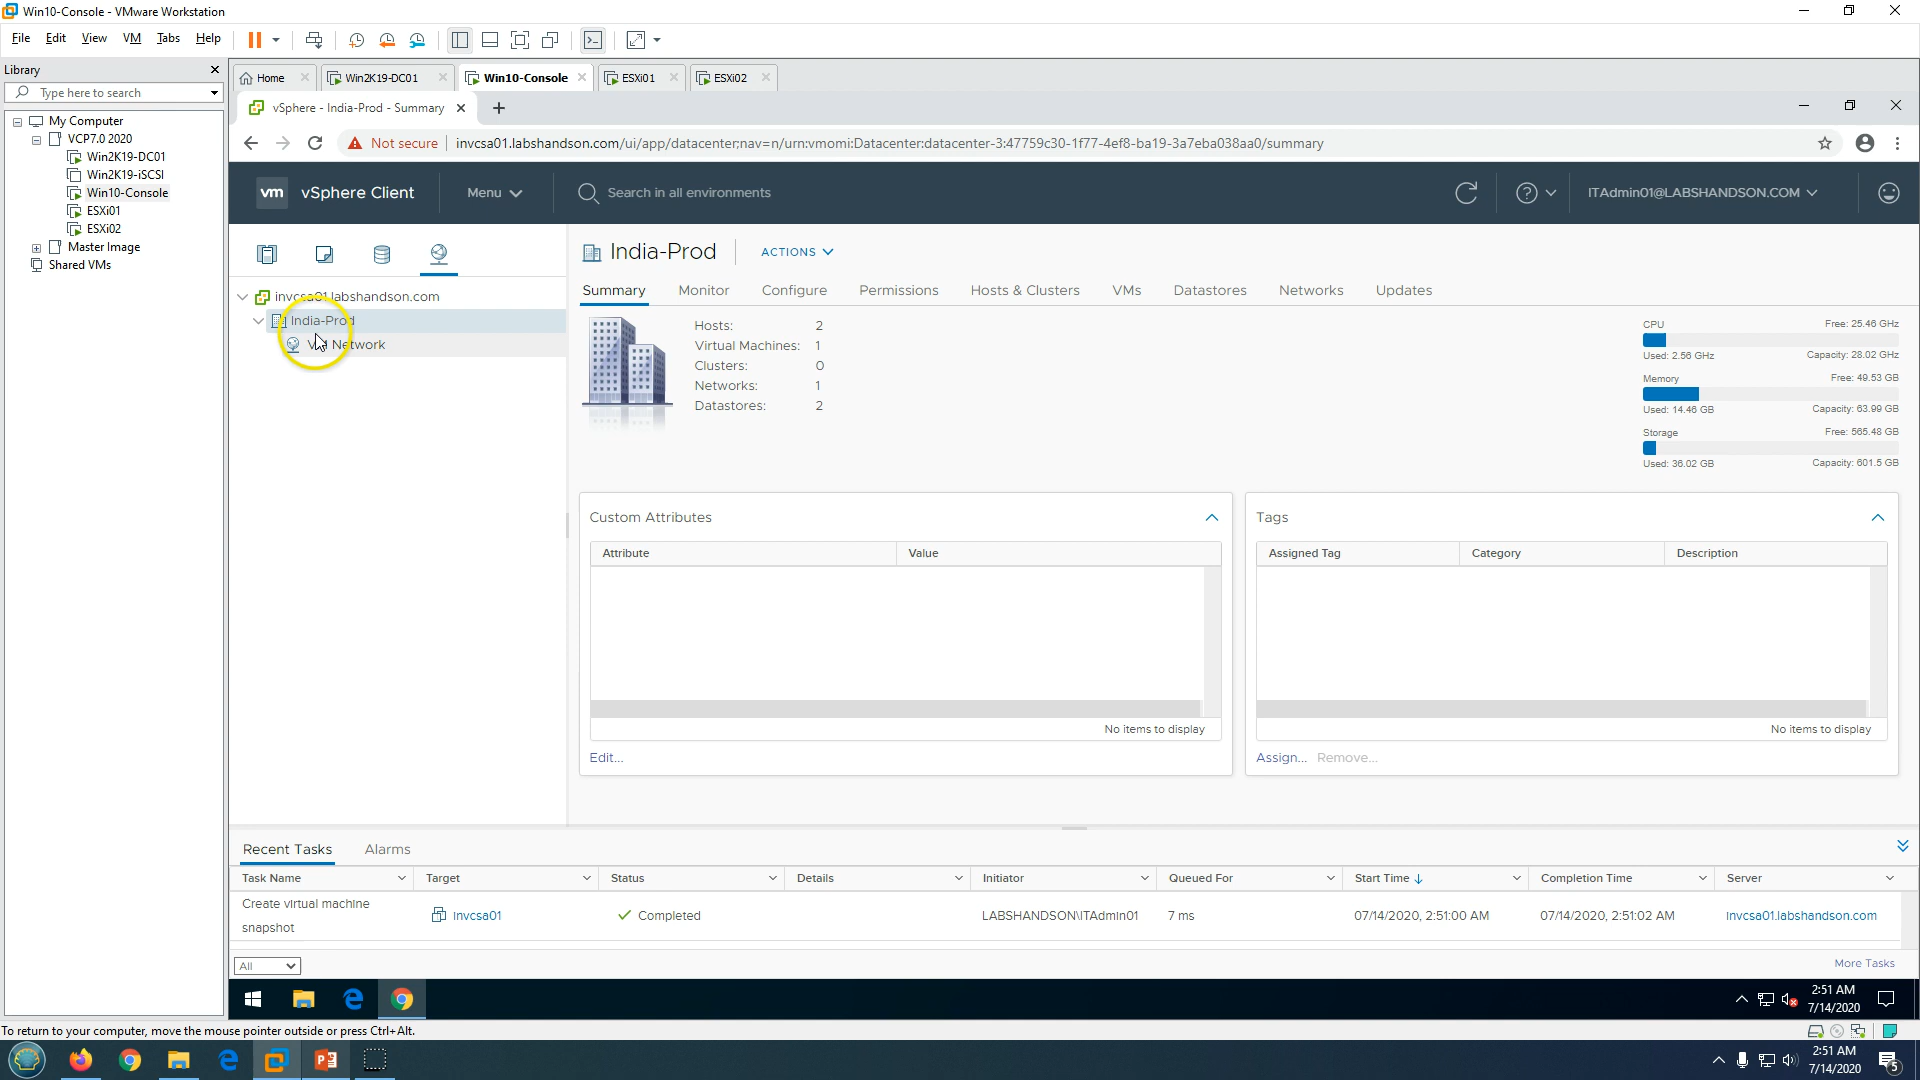 Win10-Console - VMware Workstation
File Edit View VM Tabs Help
Library
Type here to search
My Computer
VCP7.0 2020
Win2K19-DC01
Win2K19-iSCSI
Win10-Console
ESXi01
ESXi02
Master Image
Shared VMs
Home Win2K19-DC01 Win10-Console ESXi01 ESXi02
vSphere - India-Prod - Summary
Not secure invcsa01.labshandson.com/ui/app/datacenter;nav=n/urn:vmomi:Datacenter:datacenter-3:47759c30-1f77-4ef8-ba19-3a7eba038aa0/summary
vm vSphere Client Menu Search in all environments ITAdmin01@LABSHANDSON.COM
invcsa01.labshandson.com
India-Prod
VM Network
India-Prod ACTIONS
Summary Monitor Configure Permissions Hosts & Clusters VMs Datastores Networks Updates
Hosts: 2
Virtual Machines: 1
Clusters: 0
Networks: 1
Datastores: 2
CPU Free: 25.46 GHz
Used: 2.56 GHz Capacity: 28.02 GHz
Memory Free: 49.53 GB
Used: 14.46 GB Capacity: 63.99 GB
Storage Free: 565.48 GB
Used: 36.02 GB Capacity: 601.5 GB
Custom Attributes
Attribute Value
No items to display
Edit...
Tags
Assigned Tag Category Description
No items to display
Assign... Remove...
Recent Tasks Alarms
Task Name Target Status Details Initiator Queued For Start Time Completion Time Server
Create virtual machine snapshot invcsa01 Completed LABSHANDSON\ITAdmin01 7 ms 07/14/2020, 2:51:00 AM 07/14/2020, 2:51:02 AM invcsa01.labshandson.com
All More Tasks
2:51 AM
7/14/2020
To return to your computer, move the mouse pointer outside or press Ctrl+Alt.
2:51 AM
7/14/2020
5